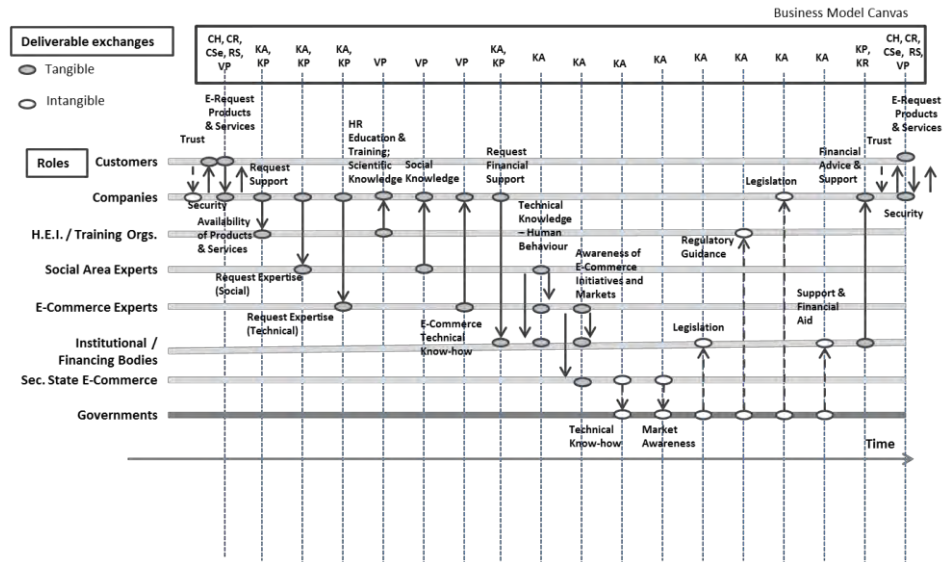 Business Model Canvas
Deliverable exchanges
Tangible
Intangible
CH, CR,
CSe, RS,
VP
KA,
KP
KA,
KP
KA,
KP
VP
VP
VP
KA,
KP
KA
KA
KA
KA
KA
KA
KA
KA
KP,
KR
CH, CR,
CSe, RS,
VP
E-Request
Products
& Services
Trust
Roles
Customers
Companies
H.E.I. / Training Orgs.
Social Area Experts
E-Commerce Experts
Institutional /
Financing Bodies
Sec. State E-Commerce
Governments
Security
Request
Support
Availability
of Products
& Services
Request Expertise
(Social)
Request Expertise
(Technical)
HR
Education &
Training;
Scientific
Knowledge
Social
Knowledge
E-Commerce
Technical
Know-how
Request
Financial
Support
Technical
Knowledge
– Human
Behaviour
Awareness of
E-Commerce
Initiatives and
Markets
Technical
Know-how
Market
Awareness
Legislation
Regulatory
Guidance
Legislation
Support &
Financial
Aid
Financial
Advice &
Support
Trust
E-Request
Products
& Services
Security
Time